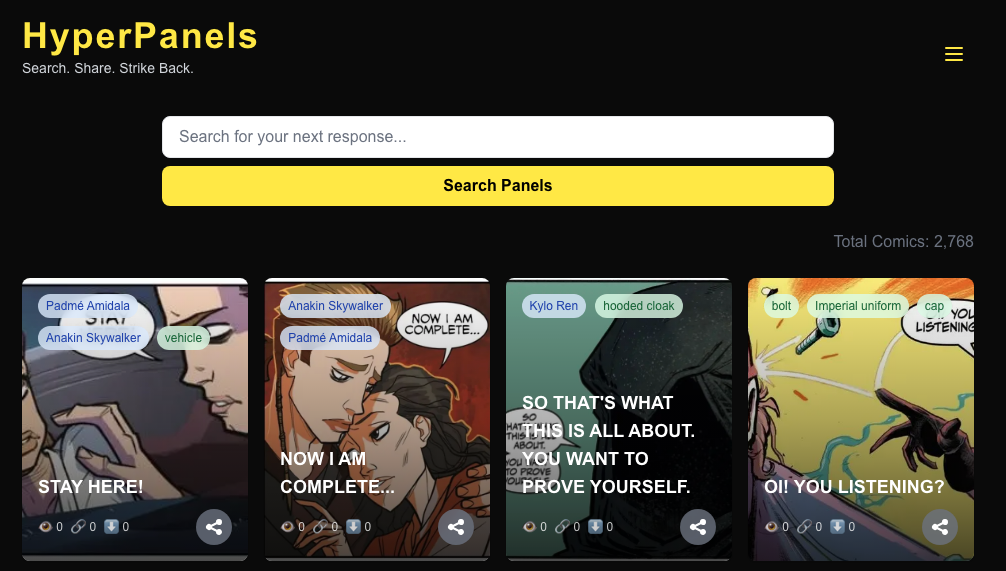 HyperPanels
Search. Share. Strike Back.
Search for your next response...
Search Panels
Total Comics: 2,768
Padmé Amidala
Anakin Skywalker
vehicle
STAY HERE!
0
0
0
Anakin Skywalker
Padmé Amidala
NOW I AM
COMPLETE...
NOW I AM
COMPLETE...
0
0
0
Kylo Ren
hooded cloak
SO THAT'S WHAT
THIS IS ALL ABOUT.
YOU WANT TO
PROVE YOURSELF.
0
0
0
bolt
Imperial uniform
cap
LISTENING
OI! YOU LISTENING?
0
0
0